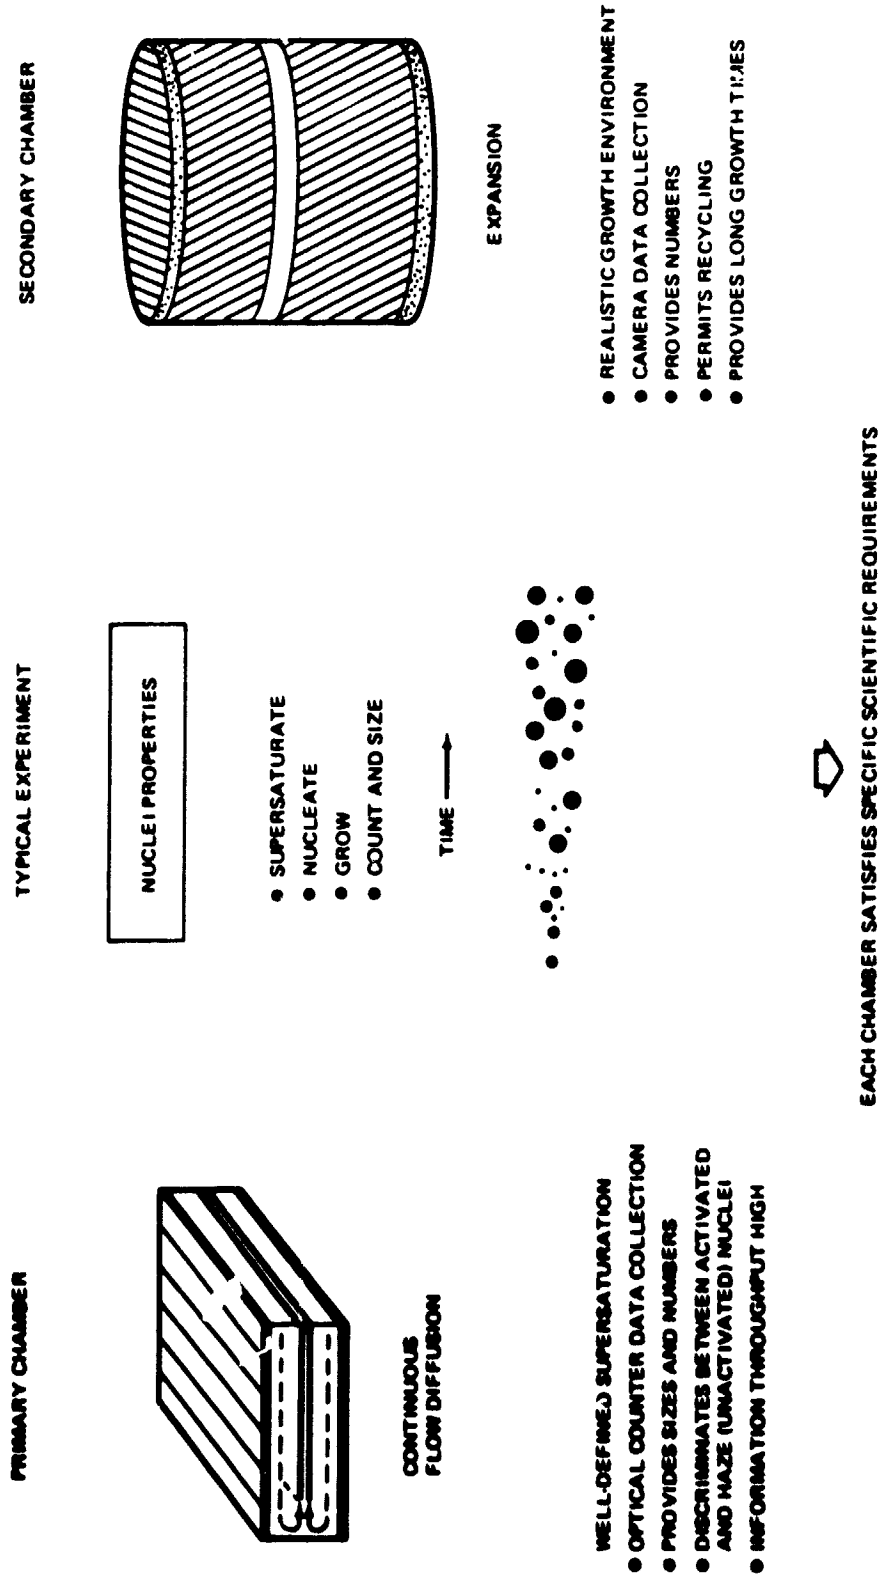 PRIMARY CHAMBER
CONTINUOUS
FLOW DIFFUSION
WELL-DEFINED SUPERSATURATION
● OPTICAL COUNTER DATA COLLECTION
● PROVIDES SIZES AND NUMBERS
● DISCRIMINATES BETWEEN ACTIVATED
AND HAZE (UNACTIVATED) NUCLEI
● INFORMATION THROUGHPUT HIGH
TYPICAL EXPERIMENT
NUCLEI PROPERTIES
● SUPERSATURATE
● NUCLEATE
● GROW
● COUNT AND SIZE
TIME
SECONDARY CHAMBER
EXPANSION
● REALISTIC GROWTH ENVIRONMENT
● CAMERA DATA COLLECTION
● PROVIDES NUMBERS
● PERMITS RECYCLING
● PROVIDES LONG GROWTH TIMES
EACH CHAMBER SATISFIES SPECIFIC SCIENTIFIC REQUIREMENTS